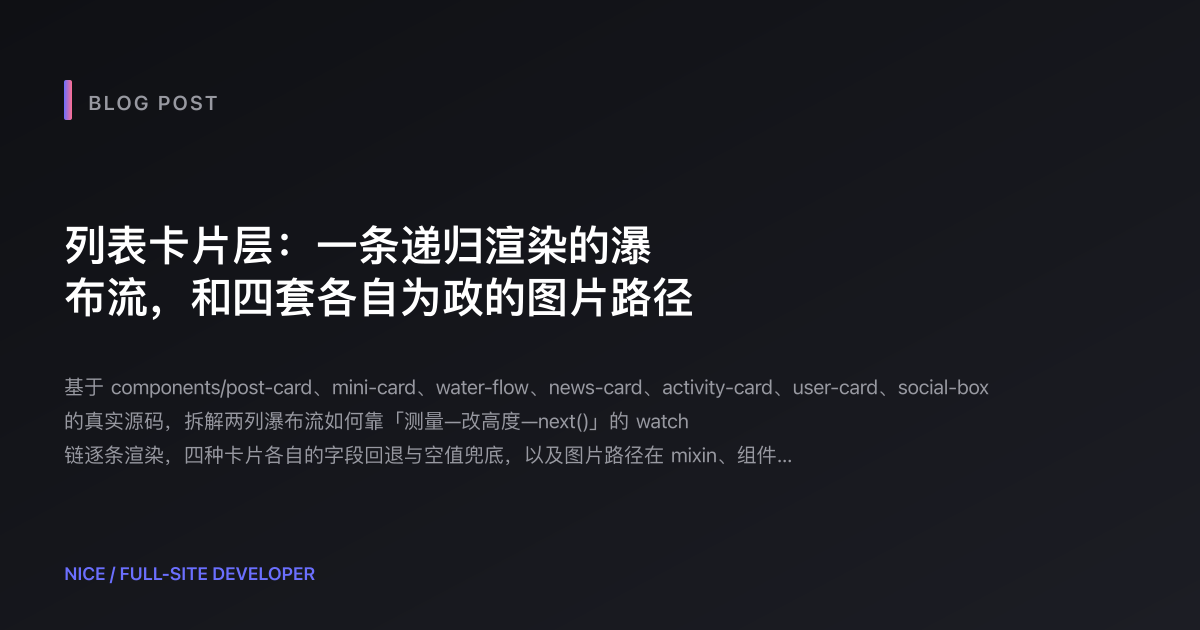 BLOG POST
列表卡片层：一条递归渲染的瀑
布流，和四套各自为政的图片路径
基于 components/post-card、mini-card、water-flow、news-card、activity-card、user-card、social-box
的真实源码，拆解两列瀑布流如何靠「测量—改高度—next()」的 watch
链逐条渲染，四种卡片各自的字段回退与空值兜底，以及图片路径在 mixin、组件...
NICE / FULL-SITE DEVELOPER